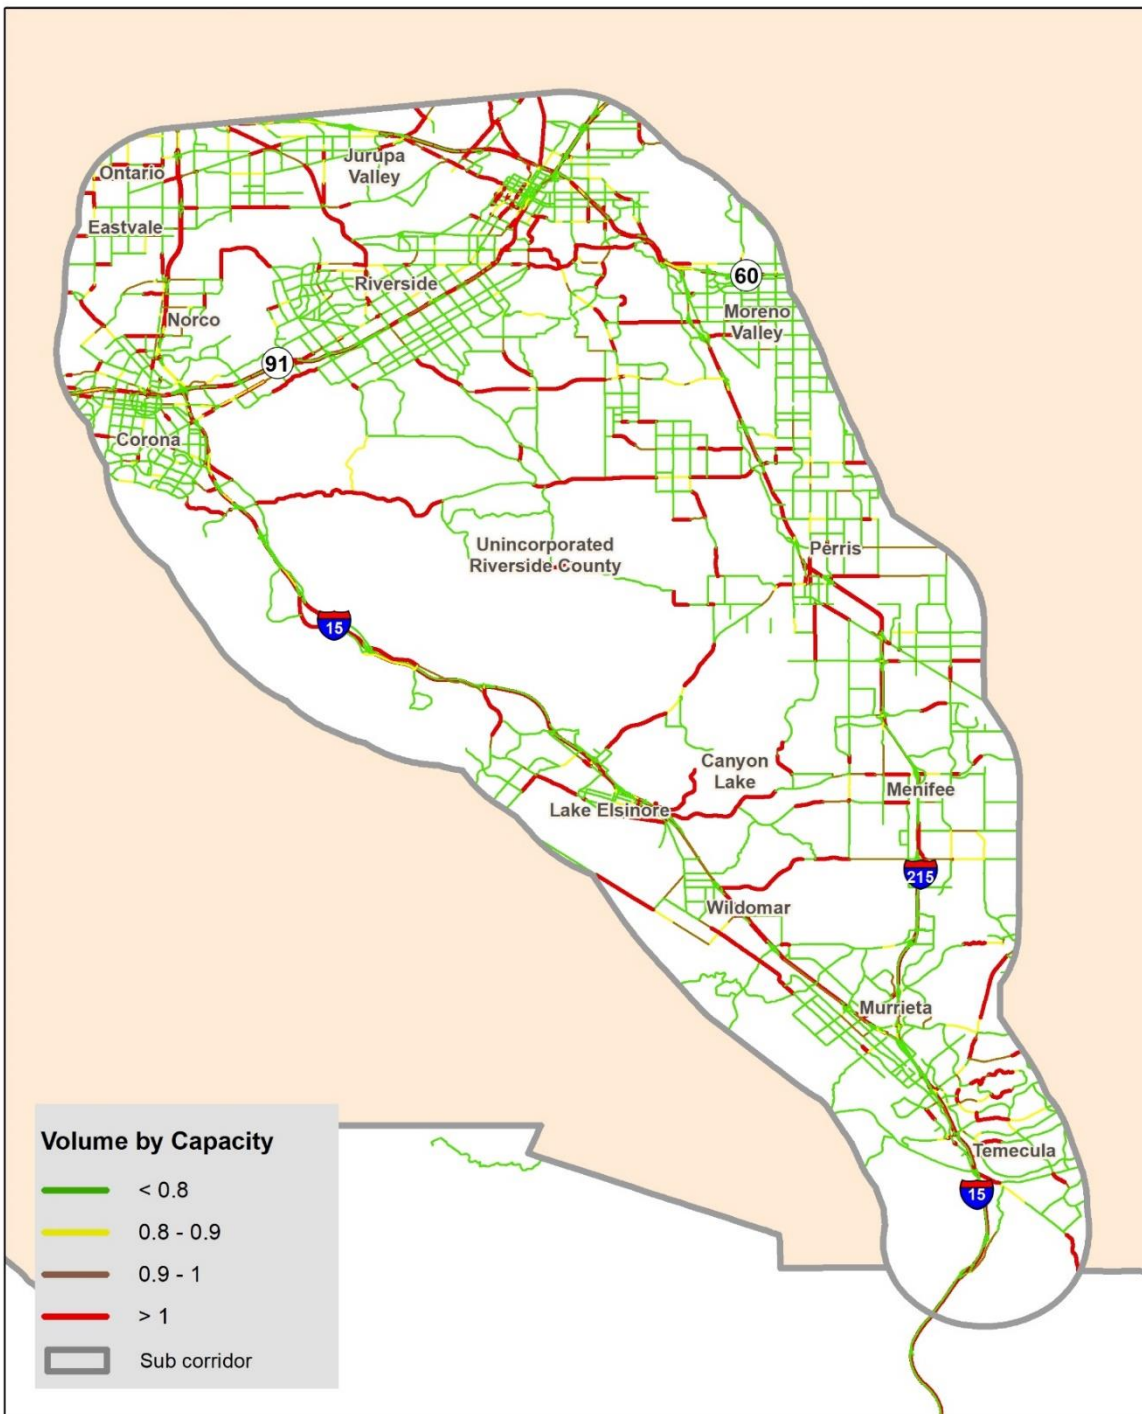 Ontario
Jurupa
Valley
Eastvale
60
Riverside
Moreno
Valley
Norco
91
Corona
Unincorporated
Riverside County
Perris
15
Canyon
Lake
Menifee
Lake Elsinore
215
Wildomar
Murrieta
Temecula
15
Volume by Capacity
< 0.8
0.8 - 0.9
0.9 - 1
> 1
Sub corridor